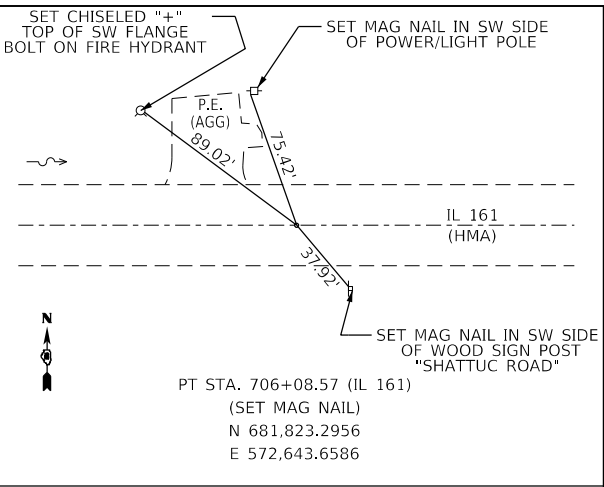 SET CHISELED "+"
TOP OF SW FLANGE
BOLT ON FIRE HYDRANT
SET MAG NAIL IN SW SIDE
OF POWER/LIGHT POLE
P.E.
(AGG)
89.02'
75.42'
IL 161
(HMA)
37.92'
N
SET MAG NAIL IN SW SIDE
OF WOOD SIGN POST
"SHATTUC ROAD"
PT STA. 706+08.57 (IL 161)
(SET MAG NAIL)
N 681,823.2956
E 572,643.6586